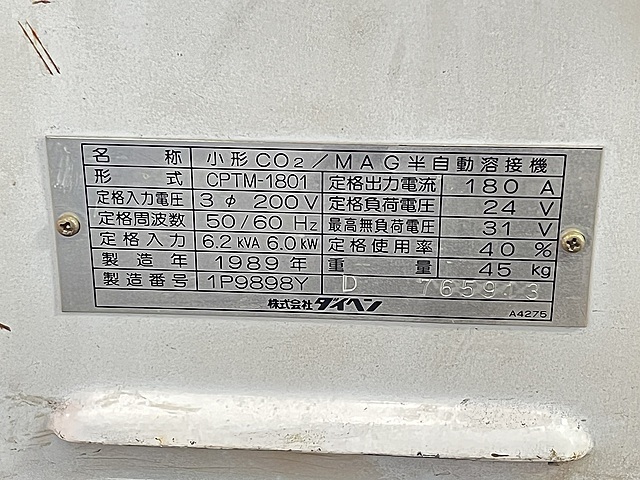 名称 小形CO2/MAG半自動溶接機
形式 CPTM-1801 定格出力電流 180 A
定格入力電圧 3φ 200V 定格負荷電圧 24 V
定格周波数 50/60 Hz 最高無負荷電圧 31 V
定格入力 6.2 kVA 6.0 kW 定格使用率 40 %
製造年 1989年 重量 45 kg
製造番号 1P9898Y D 765913
株式会社ダイヘン A4275